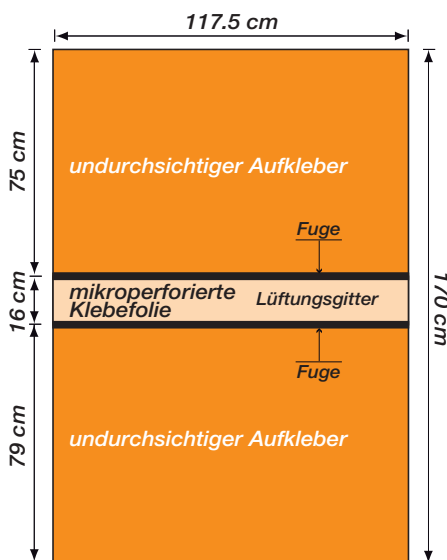 117.5 cm
75 cm
undurchsichtiger Aufkleber
Fuge
16 cm
mikroperforierte
Klebefolie
Lüftungsgitter
170 cm
Fuge
79 cm
undurchsichtiger Aufkleber